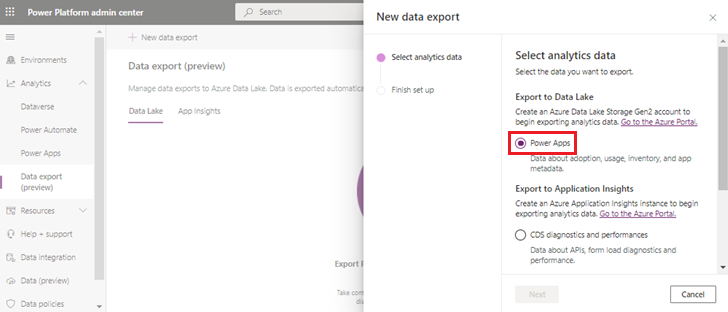 Power Platform admin center
Search
Environments
Analytics
Dataverse
Power Automate
Power Apps
Data export
(preview)
Resources
Help + support
Data integration
Data (preview)
Data policies
New data export
Data export (preview)
Manage data exports to Azure Data Lake. Data is exported automatica
Data Lake
App Insights
Export
Take com
New data export
Select analytics data
Finish set up
Select analytics data
Select the data you want to export.
Export to Data Lake
Create an Azure Data Lake Storage Gen2 account to
begin exporting analytics data. Go to the Azure Portal.
Power Apps
Data about adoption, usage, inventory, and app
metadata.
Export to Application Insights
Create an Azure Application Insights instance to begin
exporting analytics data. Go to the Azure Portal.
CDS diagnostics and performances
Data about APIs, form load diagnostics and
performance.
Next
Cancel